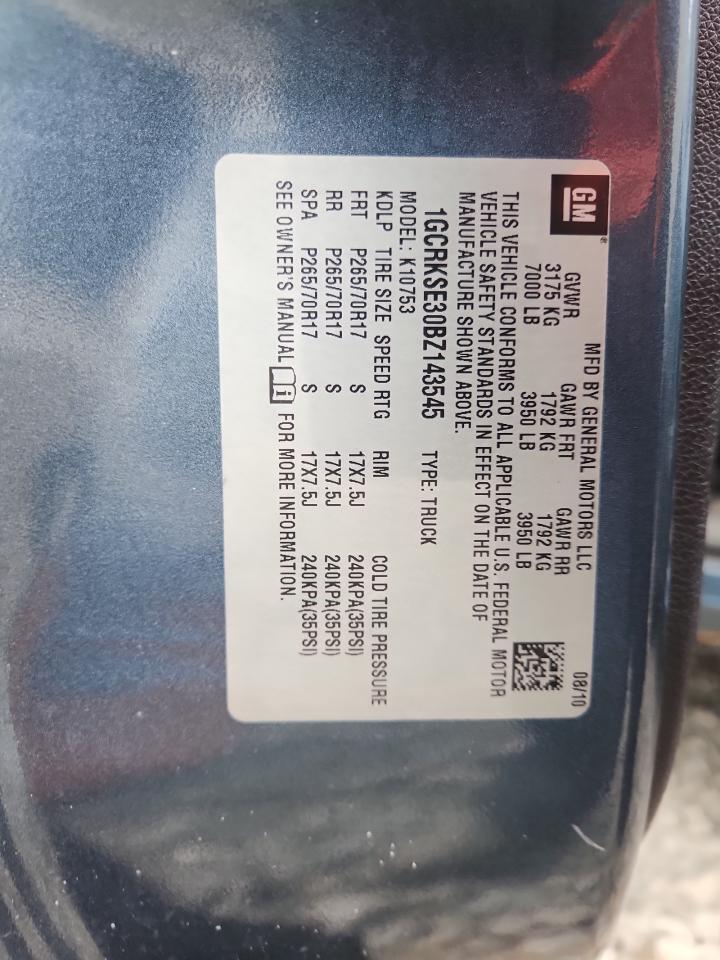 GM®
MFD BY GENERAL MOTORS LLC 08/10
GVWR GAWR FRT GAWR RR
3175 KG 1792 KG 1792 KG
7000 LB 3950 LB 3950 LB
THIS VEHICLE CONFORMS TO ALL APPLICABLE U.S. FEDERAL MOTOR
VEHICLE SAFETY STANDARDS IN EFFECT ON THE DATE OF
MANUFACTURE SHOWN ABOVE.
1GCRKSE30BZ143545 TYPE: TRUCK
MODEL: K10753
KDLP TIRE SIZE SPEED RTG RIM COLD TIRE PRESSURE
FRT P265/70R17 S 17X7.5J 240KPA(35PSI)
RR P265/70R17 S 17X7.5J 240KPA(35PSI)
SPA P265/70R17 S 17X7.5J 240KPA(35PSI)
SEE OWNER'S MANUAL i FOR MORE INFORMATION.